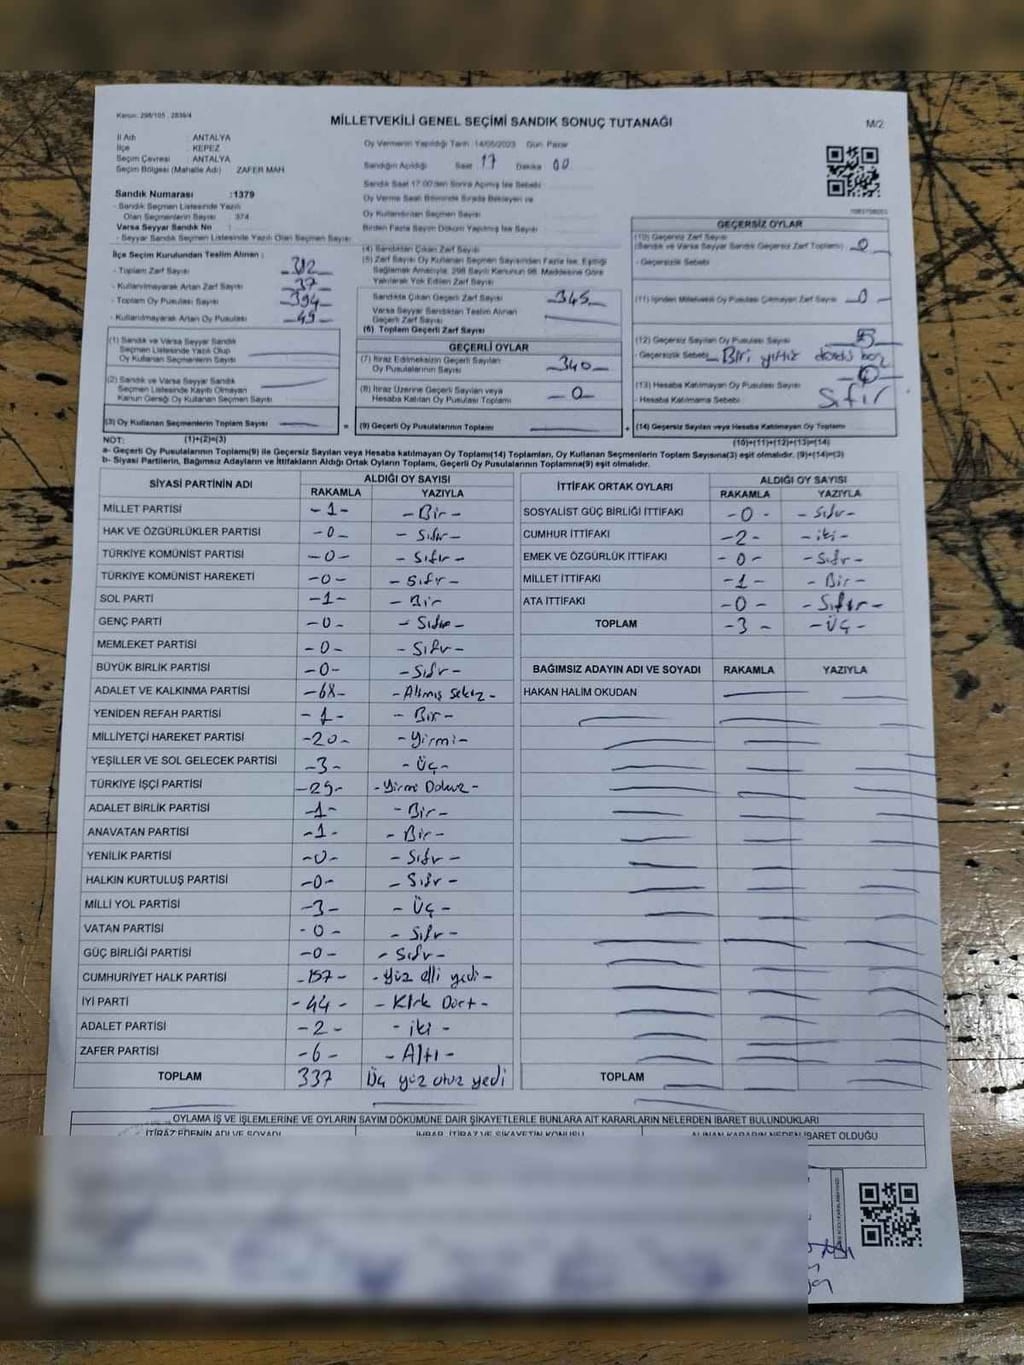 Kanun: 298/105 , 2839/4
MİLLETVEKİLİ GENEL SEÇİMİ SANDIK SONUÇ TUTANAĞI
M/2
İl Adı : ANTALYA
İlçe : KEPEZ
Seçim Çevresi : ANTALYA
Seçim Bölgesi (Mahalle Adı) ZAFER MAH
Sandık Numarası :1379
- Sandık Seçmen Listesinde Yazılı
Olan Seçmenlerin Sayısı : 374
Varsa Seyyar Sandık No :
- Seyyar Sandık Seçmen Listesinde Yazılı Olan Seçmen Sayısı:
İlçe Seçim Kurulundan Teslim Alınan :
- Toplam Zarf Sayısı
- Kullanılmayarak Artan Zarf Sayısı : 37
- Toplam Oy Pusulası Sayısı : 394
- Kullanılmayarak Artan Oy Pusulası : 49
(1) Sandık ve Varsa Seyyar Sandık
Seçmen Listesinde Yazılı Olup
Oy Kullanan Seçmenlerin Sayısı :
(2) Sandık ve Varsa Seyyar Sandık
Seçmen Listesinde Kayıtlı Olmayan
Kanun Gereği Oy Kullanan Seçmen Sayısı :
(3) Oy Kullanan Seçmenlerin Toplam Sayısı
Oy Vermenin Yapıldığı Tarih :14/05/2023 Gün: Pazar
Sandığın Açıldığı Saat : 17 Dakika 00
Sandık Saat 17.00'den Sonra Açılmış İse Sebebi
Oy Verme Saati Bitiminde Sırada Bekleyen ve
Oy Kullandırılan Seçmen Sayısı
Birden Fazla Sayım Döküm Yapılmış İse Sayısı
(4) Sandıktan Çıkan Zarf Sayısı
(5) Zarf Sayısı Oy Kullanan Seçmen Sayısından Fazla İse, Eşitliği
Sağlamak Amacıyla, 298 Sayılı Kanunun 98. Maddesine Göre
Yakılarak Yok Edilen Zarf Sayısı
Sandıkta Çıkan Geçerli Zarf Sayısı : 345
Varsa Seyyar Sandıktan Teslim Alınan
Geçerli Zarf Sayısı
(6) Toplam Geçerli Zarf Sayısı
GEÇERLİ OYLAR
(7) İtiraz Edilmeksizin Geçerli Sayılan
Oy Pusulası Sayısı : 340
(8) İtiraz Üzerine Geçerli Sayılan veya
Hesaba Katılan Oy Pusulası Toplamı : -0-
(9) Geçerli Oy Pusulalarının Toplamı
GEÇERSİZ OYLAR
(10) Geçersiz Zarf Sayısı
(Sandık ve Varsa Seyyar Sandık Geçersiz Zarf Toplamı) : 0
- Geçersizlik Sebebi :
(11) İçinden Milletvekili Oy Pusulası Çıkmayan Zarf Sayısı : 0
(12) Geçersiz Sayılan Oy Pusulası Sayısı : 5
- Geçersizlik Sebebi : Biri yırtık dördü boş
(13) Hesaba Katılmayan Oy Pusulası Sayısı : 0
- Hesaba Katılmama Sebebi : Sıfır
(14) Geçersiz Sayılan veya Hesaba Katılmayan Oy Toplamı
NOT: (1)+(2)=(3) (10)+(11)+(12)+(13)=(14)
a- Geçerli Oy Pusulalarının Toplamı(9) ile Geçersiz Sayılan veya Hesaba katılmayan Oy Toplamı(14) Toplamları, Oy Kullanan Seçmenlerin Toplam Sayısına(3) eşit olmalıdır. (9)+(14)=(3)
b- Siyasi Partilerin, Bağımsız Adayların ve İttifakların Aldığı Ortak Oyların Toplamı, Geçerli Oy Pusulalarının Toplamına(9) eşit olmalıdır.
SİYASİ PARTİNİN ADI ALDIĞI OY SAYISI
RAKAMLA YAZIYLA
MİLLET PARTİSİ -1- -Bir-
HAK VE ÖZGÜRLÜKLER PARTİSİ -0- -Sıfır-
TÜRKİYE KOMÜNİST PARTİSİ -0- -Sıfır-
TÜRKİYE KOMÜNİST HAREKETİ -0- -Sıfır-
SOL PARTİ -1- -Bir-
GENÇ PARTİ -0- -Sıfır-
MEMLEKET PARTİSİ -0- -Sıfır-
BÜYÜK BİRLİK PARTİSİ -0- -Sıfır-
ADALET VE KALKINMA PARTİSİ -68- -Altmış Sekiz-
YENİDEN REFAH PARTİSİ -1- -Bir-
MİLLİYETÇİ HAREKET PARTİSİ -20- -Yirmi-
YEŞİLLER VE SOL GELECEK PARTİSİ -3- -Üç-
TÜRKİYE İŞÇİ PARTİSİ -29- -Yirmi Dokuz-
ADALET BİRLİK PARTİSİ -1- -Bir-
ANAVATAN PARTİSİ -1- -Bir-
YENİLİK PARTİSİ -0- -Sıfır-
HALKIN KURTULUŞ PARTİSİ -0- -Sıfır-
MİLLİ YOL PARTİSİ -3- -Üç-
VATAN PARTİSİ -0- -Sıfır-
GÜÇ BİRLİĞİ PARTİSİ -0- -Sıfır-
CUMHURİYET HALK PARTİSİ -157- -Yüz elli yedi-
İYİ PARTİ -44- -Kırk Dört-
ADALET PARTİSİ -2- -iki-
ZAFER PARTİSİ -6- -Altı-
TOPLAM 337 Üç yüz otuz yedi
İTTİFAK ORTAK OYLARI ALDIĞI OY SAYISI
RAKAMLA YAZIYLA
SOSYALİST GÜÇ BİRLİĞİ İTTİFAKI -0- -Sıfır-
CUMHUR İTTİFAKI -2- -iki-
EMEK VE ÖZGÜRLÜK İTTİFAKI -0- -Sıfır-
MİLLET İTTİFAKI -1- -Bir-
ATA İTTİFAKI -0- -Sıfır-
TOPLAM -3- -Üç-
BAĞIMSIZ ADAYIN ADI VE SOYADI RAKAMLA YAZIYLA
HAKAN HALİM OKUDAN
TOPLAM
OYLAMA İŞ VE İŞLEMLERİNE VE OYLARIN SAYIM DÖKÜMÜNE DAİR ŞİKAYETLERLE BUNLARA AİT KARARLARIN NELERDEN İBARET BULUNDUKLARI
İTİRAZ EDENİN ADI VE SOYADI İHBAR, İTİRAZ VE ŞİKAYETİN KONUSU ALINAN KARARIN NEDEN İBARET OLDUĞU